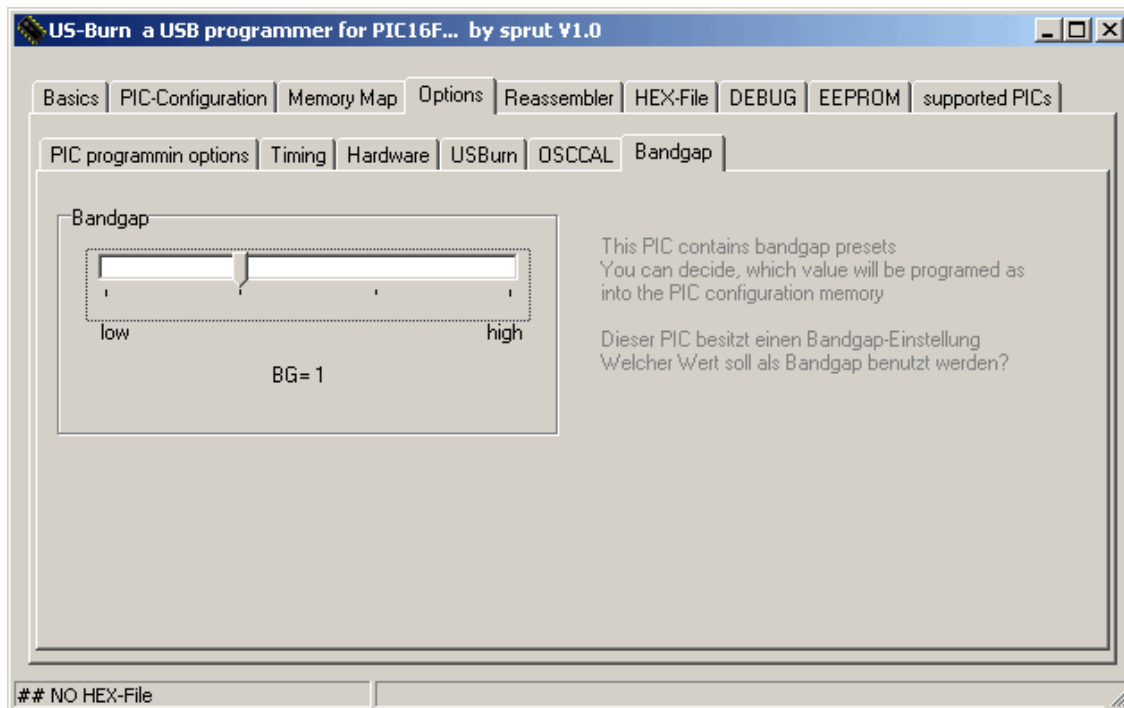 US-Burn a USB programmer for PIC16F... by sprut V1.0
Basics PIC-Configuration Memory Map Options Reassembler HEX-File DEBUG EEPROM supported PICs
PIC programmin options Timing Hardware USBurn OSCCAL Bandgap
Bandgap
low high
BG= 1
This PIC contains bandgap presets
You can decide, which value will be programed as
into the PIC configuration memory
Dieser PIC besitzt einen Bandgap-Einstellung
Welcher Wert soll als Bandgap benutzt werden?
## NO HEX-File